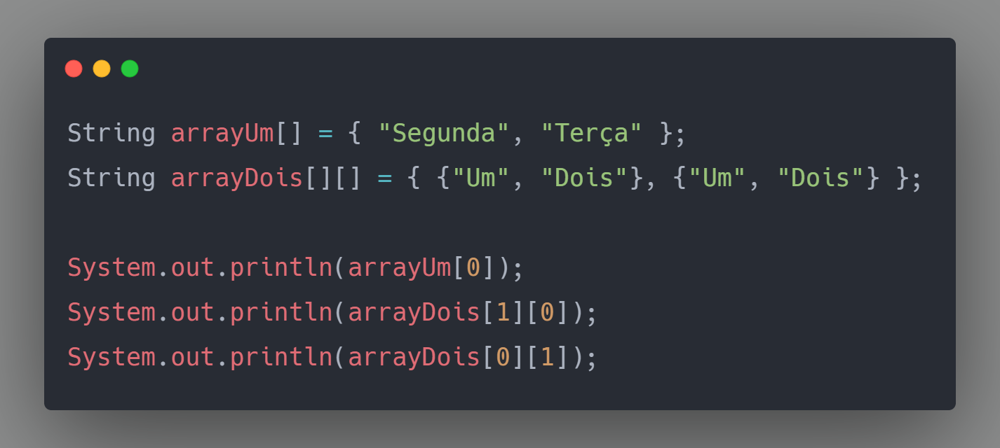 String arrayUm[] = { "Segunda", "Terça" };
String arrayDois[][] = { {"Um", "Dois"}, {"Um", "Dois"} };
System.out.println(arrayUm[0]);
System.out.println(arrayDois[1][0]);
System.out.println(arrayDois[0][1]);